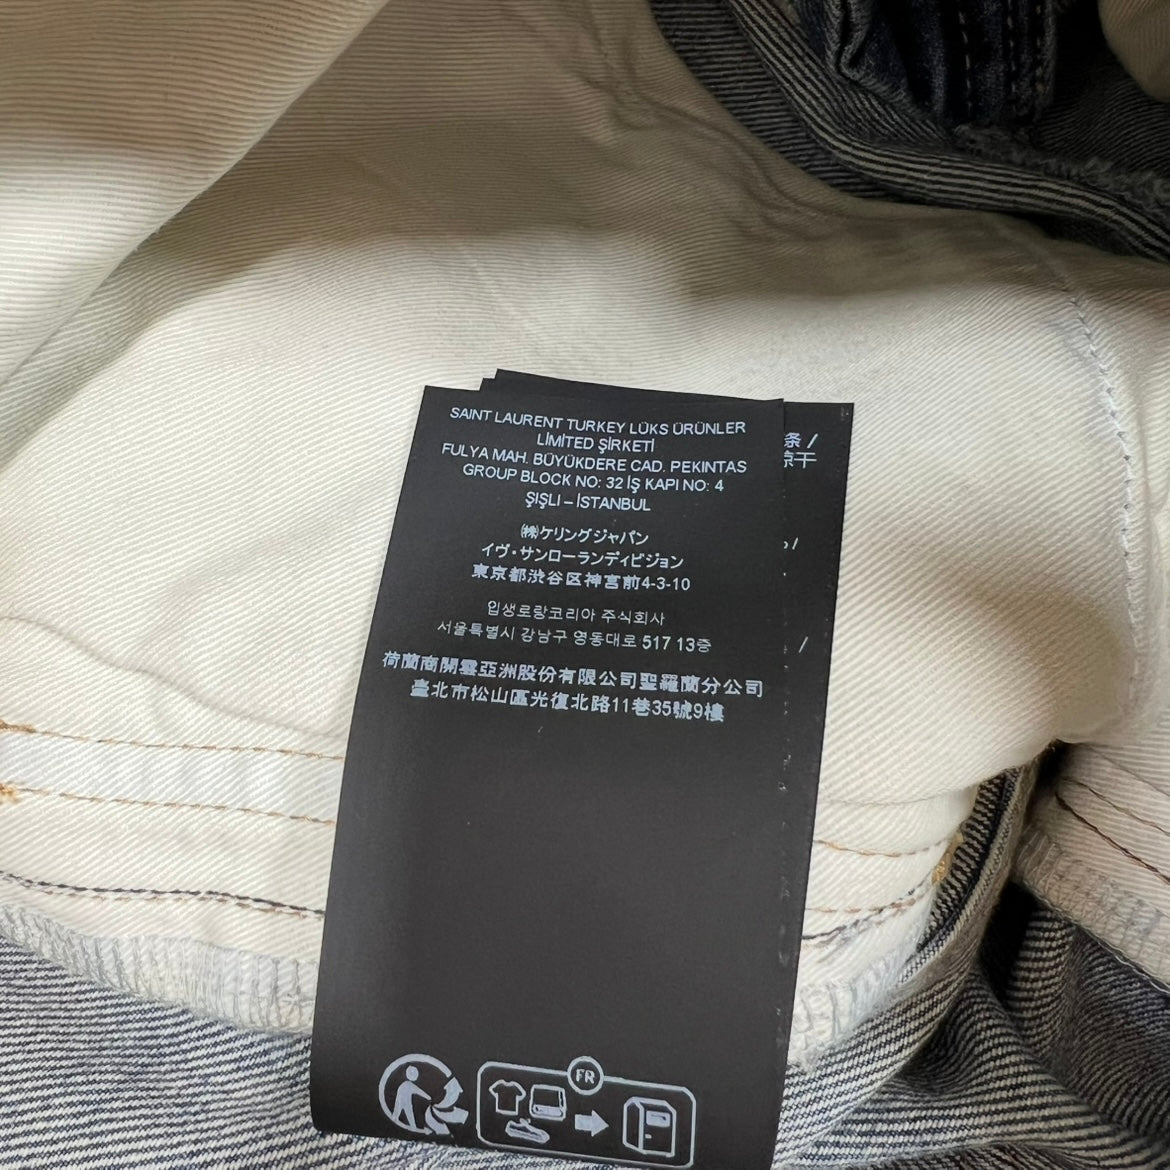 SAINT LAURENT TURKEY LÜKS ÜRÜNLER
LİMİTED ŞİRKETİ
FULYA MAH. BÜYÜKDERE CAD. PEKINTAS
GROUP BLOCK NO: 32 İŞ KAPI NO: 4
ŞIŞLI – İSTANBUL
㈱ケリングジャパン
イヴ・サンローランディビジョン
東京都渋谷区神宮前4-3-10
입생로랑코리아 주식회사
서울특별시 강남구 영동대로 517 13층
荷蘭商開雲亞洲股份有限公司聖羅蘭分公司
臺北市松山區光復北路11巷35號9樓
FR
条 /
晾干
/
/